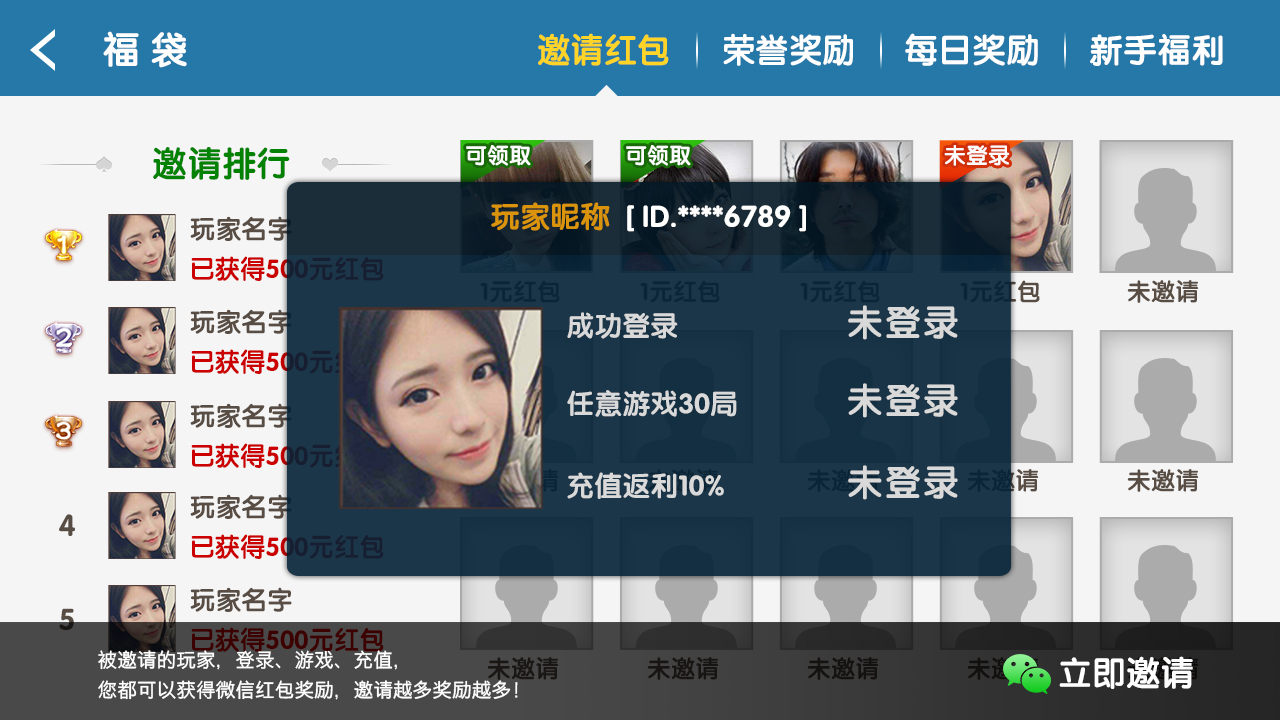 福 袋
邀请红包
荣誉奖励
每日奖励
新手福利
邀请排行
1
玩家名字
已获得500元红包
2
玩家名字
已获得500元
3
玩家名字
已获得500元
4
玩家名字
已获得500元红包
5
玩家名字
已获得500元红包
可领取
1元红包
可领取
1元红包
1元红包
未登录
1元红包
未邀请
玩家昵称 [ ID.****6789 ]
成功登录 未登录
任意游戏30局 未登录
充值返利10% 未登录
请
未邀请
未邀请
未邀请
未邀请
未邀请
未邀请
未邀请
未
被邀请的玩家，登录、游戏、充值，
您都可以获得微信红包奖励，邀请越多奖励越多！
立即邀请